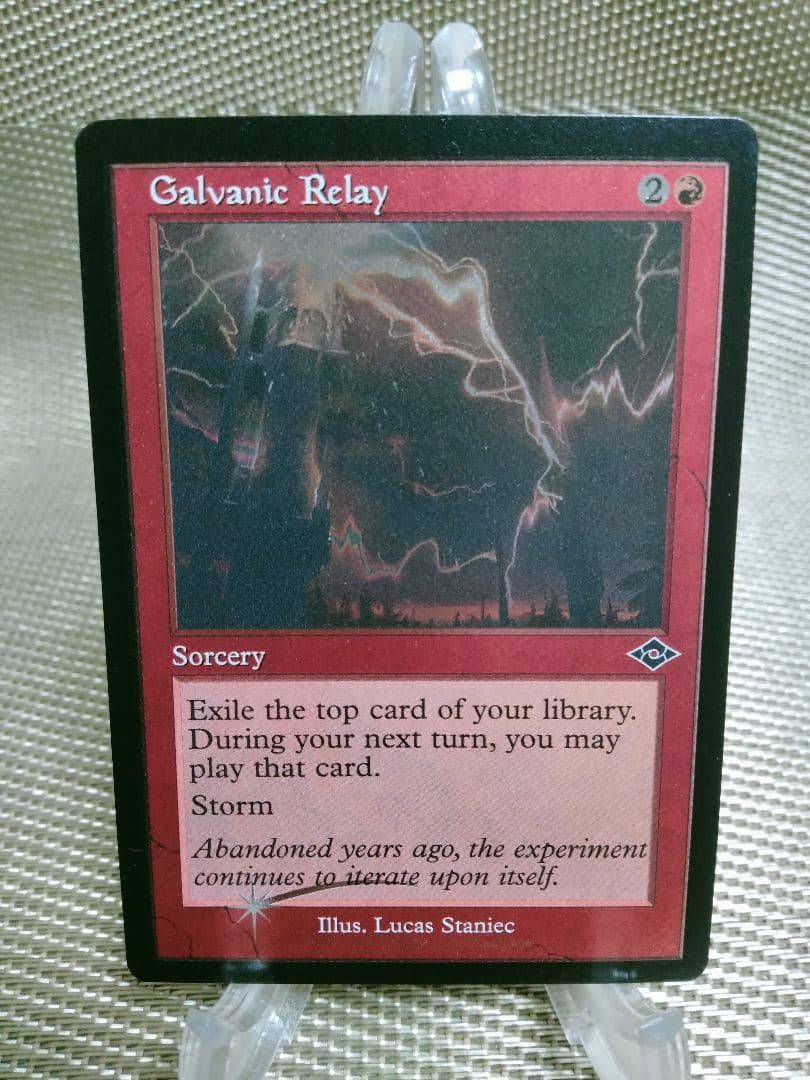 Galvanic Relay 2
Sorcery
Exile the top card of your library.
During your next turn, you may
play that card.
Storm
Abandoned years ago, the experiment
continues to iterate upon itself.
Illus. Lucas Staniec